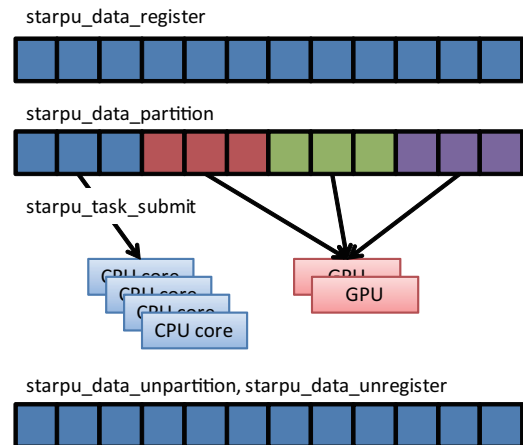 starpu_data_register
starpu_data_partition
starpu_task_submit
CPU core
CPU core
CPU core
CPU core
GPU
GPU
starpu_data_unpartition, starpu_data_unregister